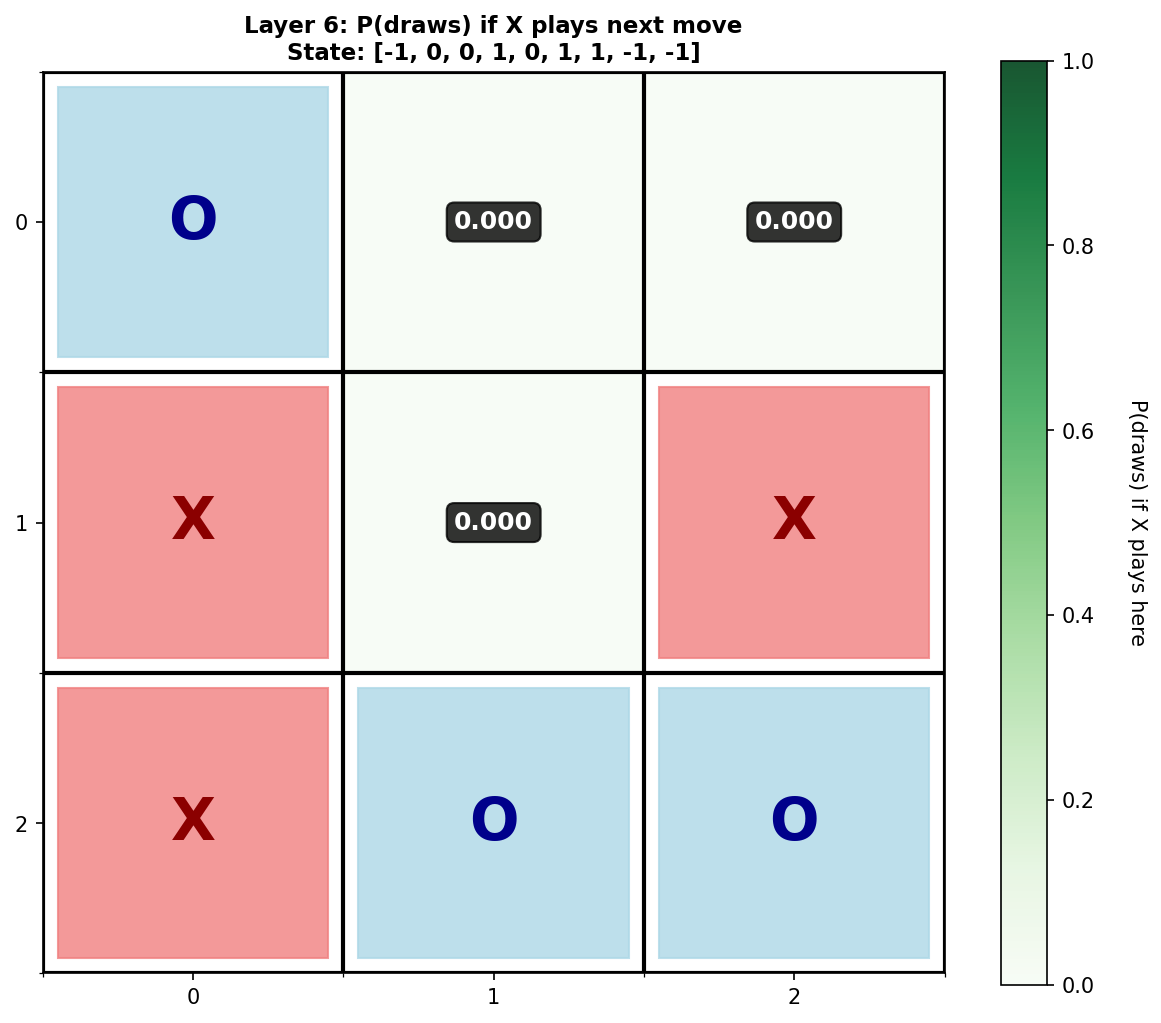 Layer 6: P(draws) if X plays next move
State: [-1, 0, 0, 1, 0, 1, 1, -1, -1]
O
0.000
0.000
X
0.000
X
X
O
O
0
1
2
0
1
2
1.0
0.8
0.6
0.4
0.2
0.0
P(draws) if X plays here